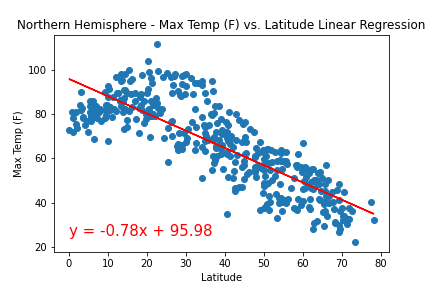 Northern Hemisphere - Max Temp (F) vs. Latitude Linear Regression
Max Temp (F)
100
80
60
40
20
y = -0.78x + 95.98
0 10 20 30 40 50 60 70 80
Latitude